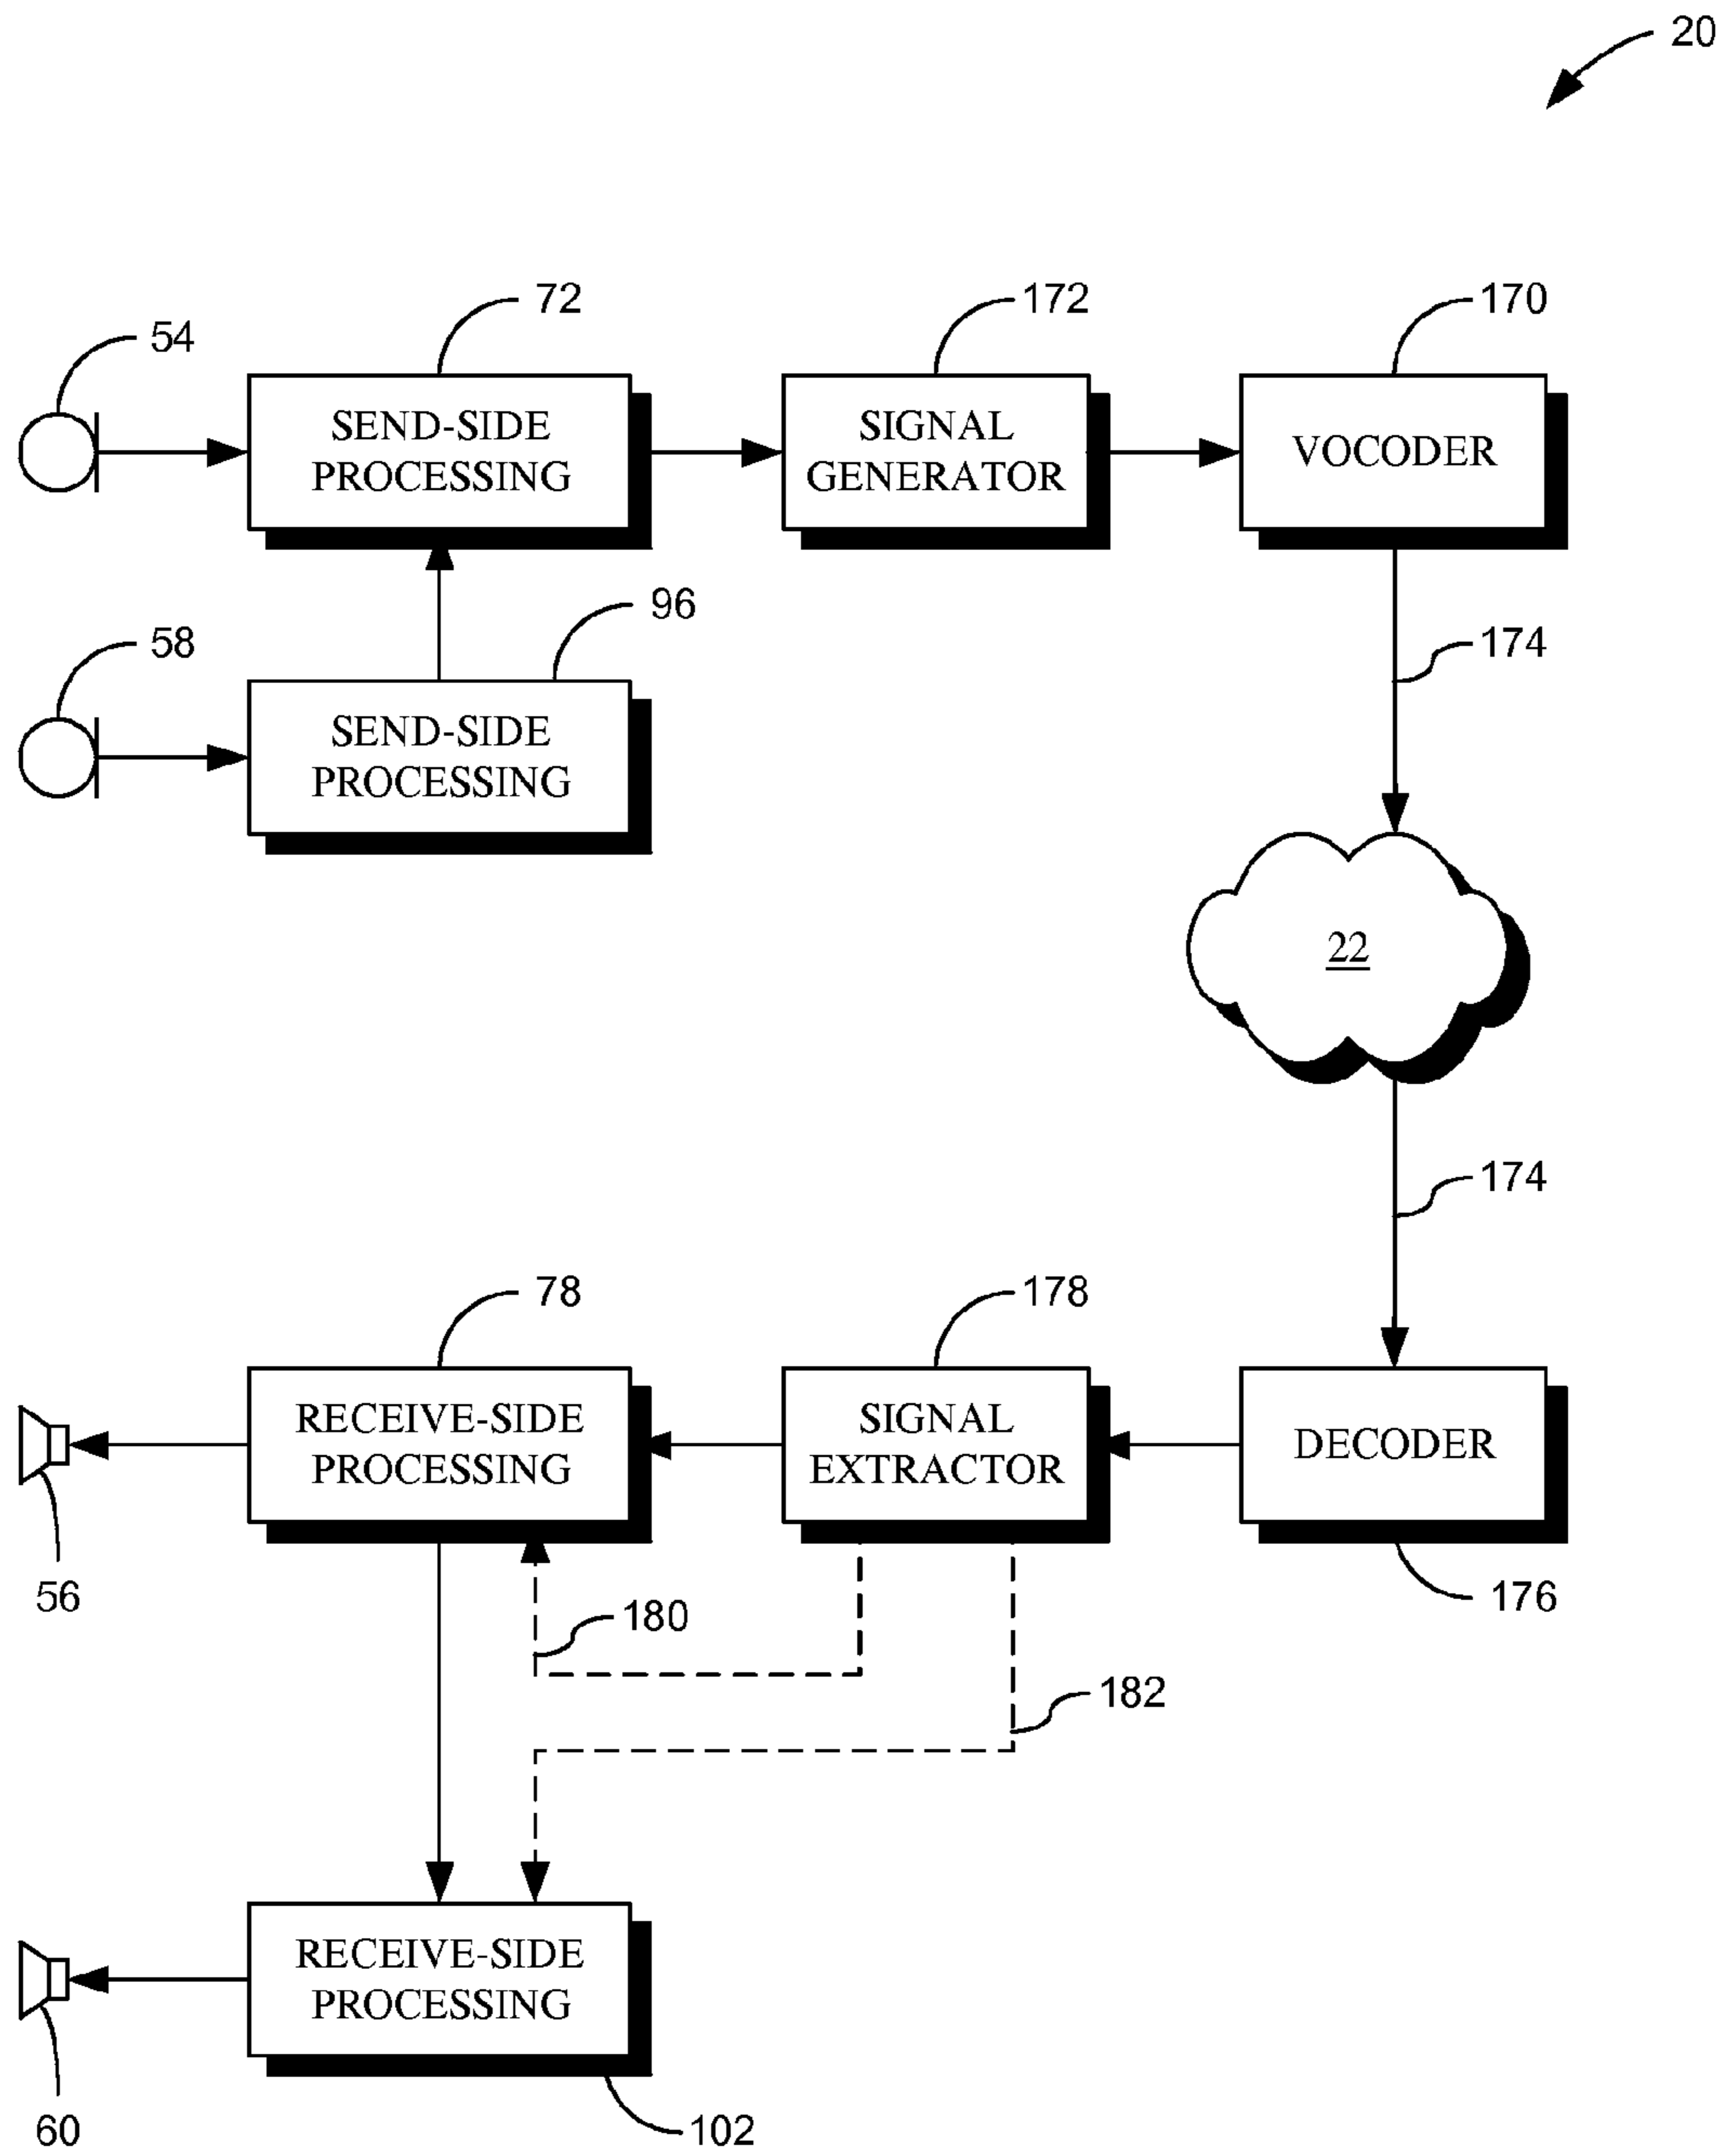 20
72
172
170
54
SEND-SIDE
PROCESSING
SIGNAL
GENERATOR
VOCODER
96
58
174
SEND-SIDE
PROCESSING
22
174
78
178
RECEIVE-SIDE
PROCESSING
SIGNAL
EXTRACTOR
DECODER
56
180
176
182
RECEIVE-SIDE
PROCESSING
60
102